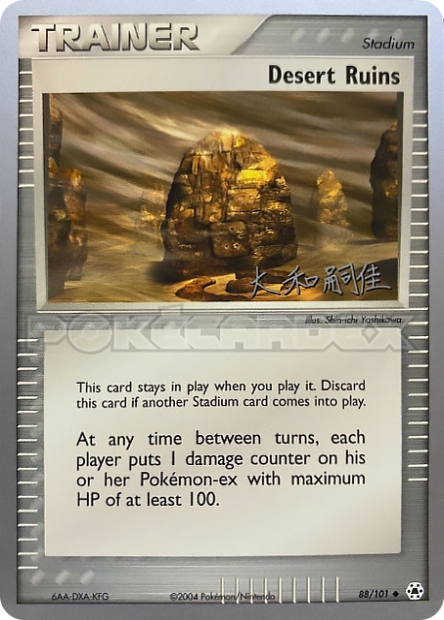 TRAINER
Stadium
Desert Ruins
大和嗣佳
Illus. Shin-ichi Yoshikawa
POKÉCARDEX
This card stays in play when you play it. Discard
this card if another Stadium card comes into play.
At any time between turns, each
player puts 1 damage counter on his
or her Pokémon-ex with maximum
HP of at least 100.
6AA-DXA-KFG
©2004 Pokémon/Nintendo
88/101 ◆